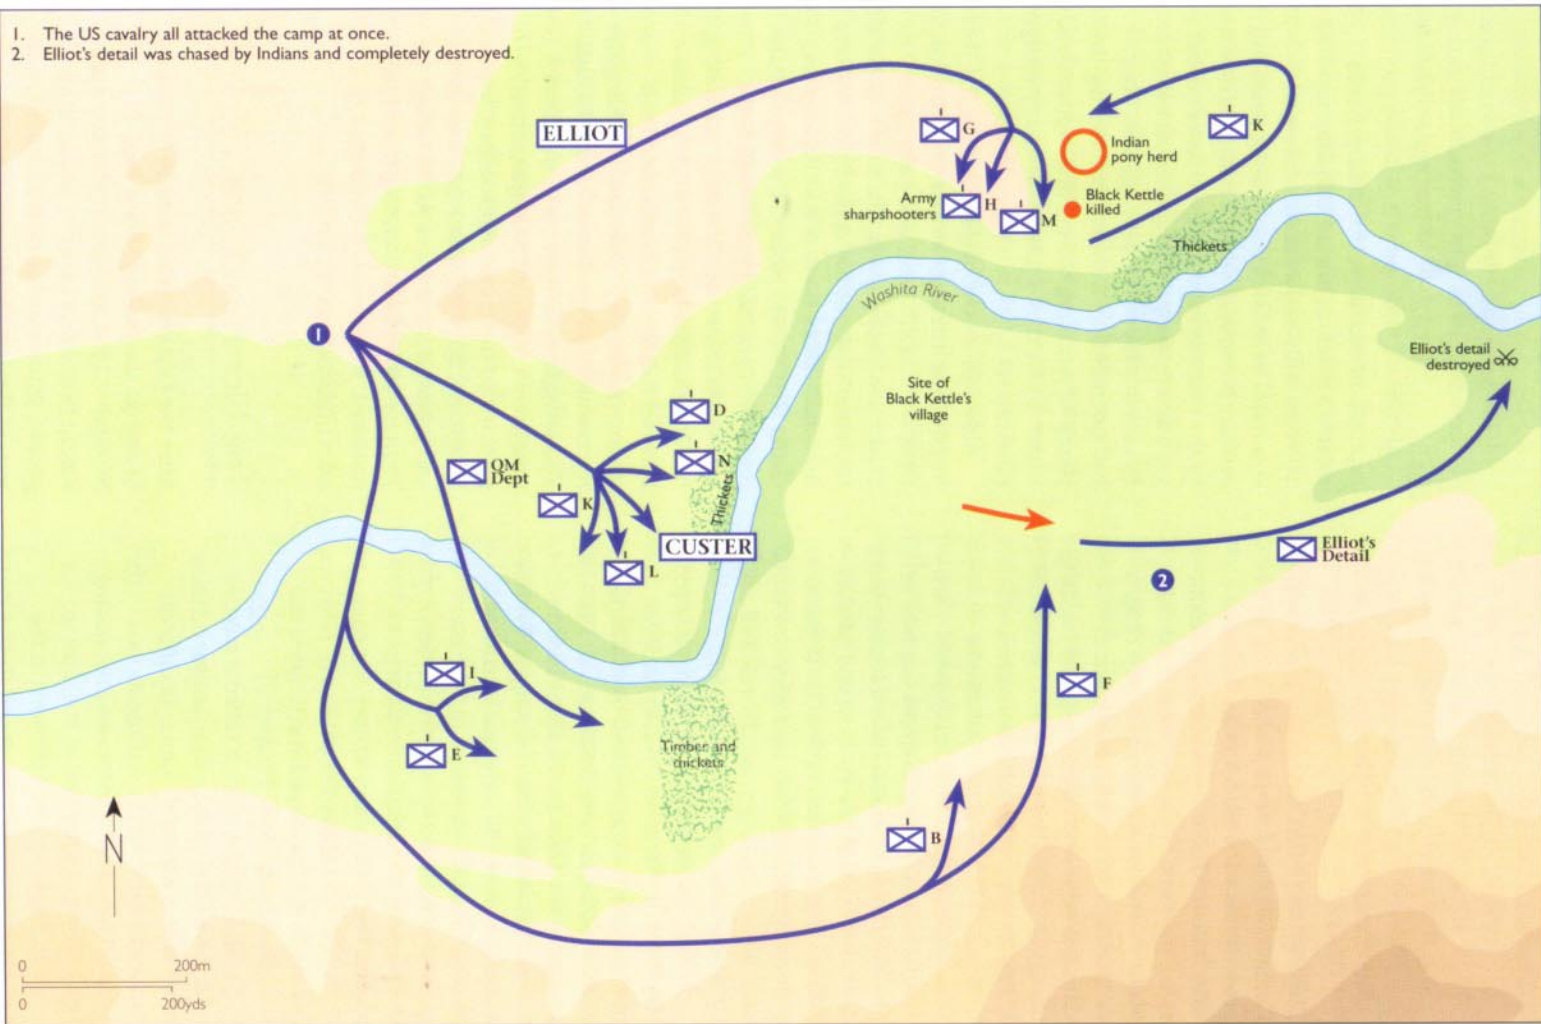 1. The US cavalry all attacked the camp at once.
2. Elliot's detail was chased by Indians and completely destroyed.
ELLIOT
G
K
Indian
pony herd
Army
sharpshooters
H
M
Black Kettle
killed
Thickets
Washita River
1
Elliot's detail
destroyed
Site of
Black Kettle's
village
D
QM
Dept
Z
Thickets
K
CUSTER
L
Elliot's
Detail
2
I
F
E
Timber and
thickets
B
N
0 200m
0 200yds